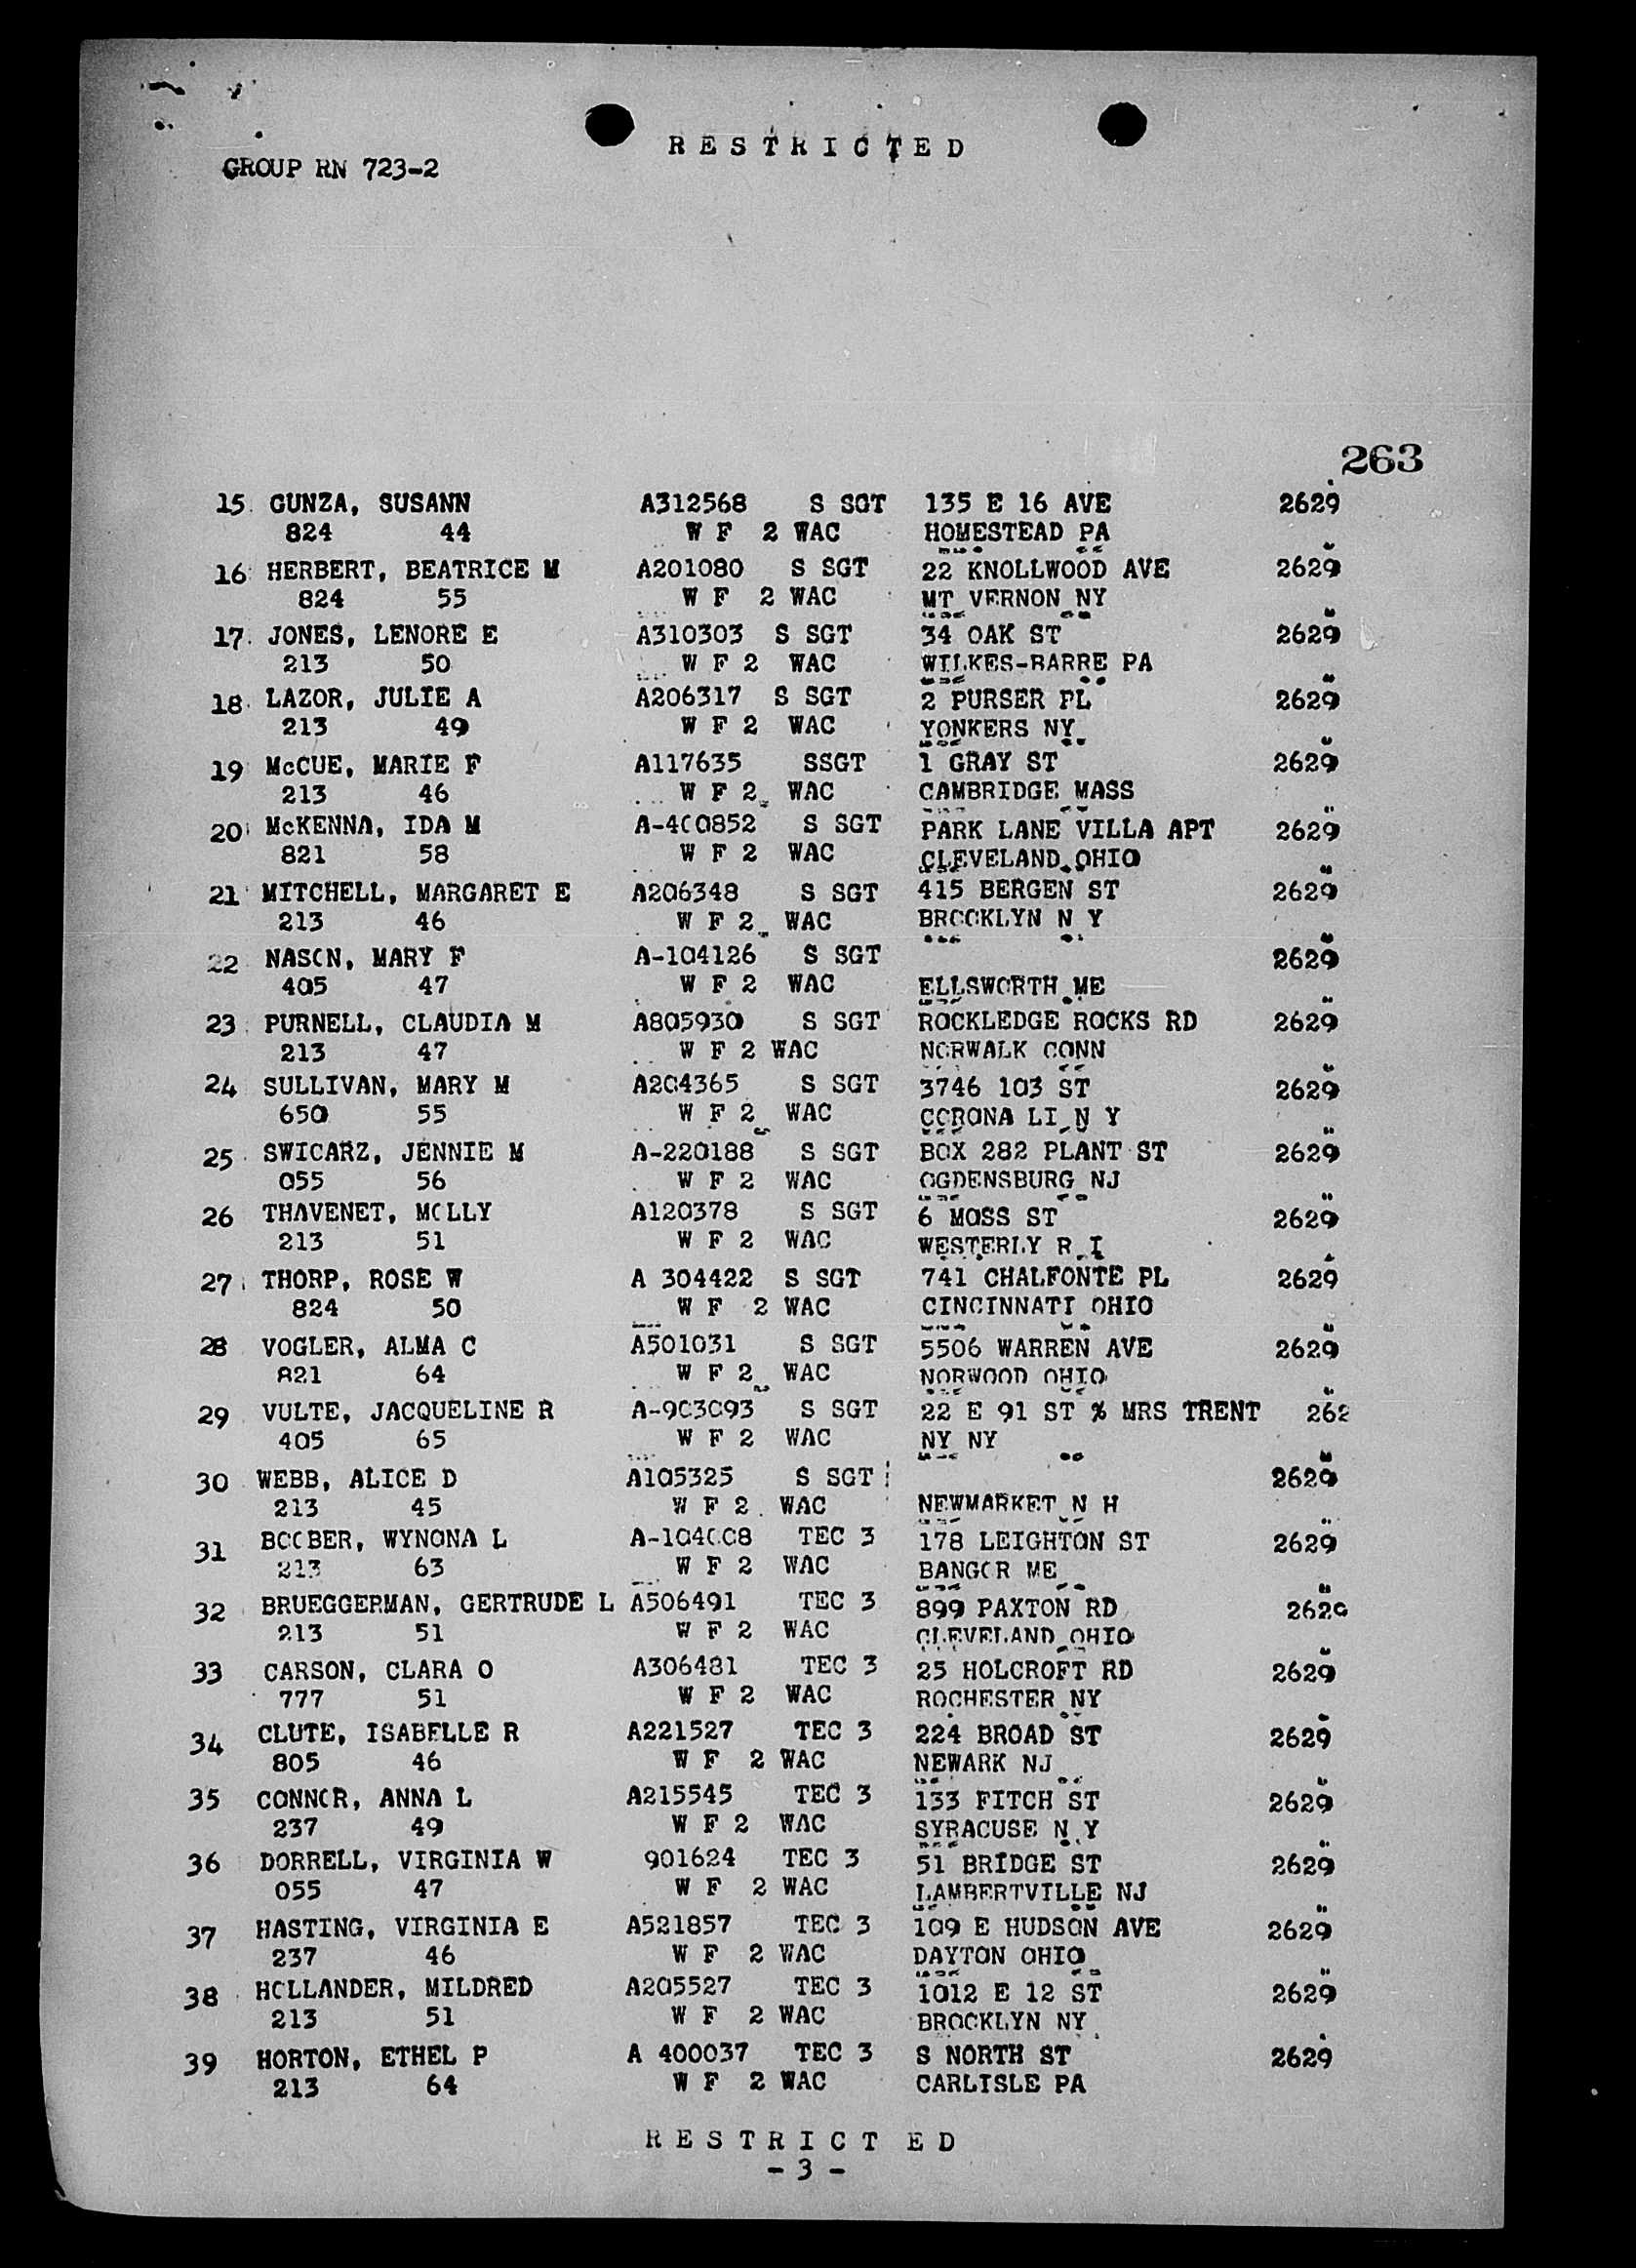 RESTRICTED
GROUP RN 723-2
263
15 GUNZA, SUSANN A312568 S SGT 135 E 16 AVE 2629
824 44 W F 2 WAC HOMESTEAD PA
16 HERBERT, BEATRICE M A201080 S SGT 22 KNOLLWOOD AVE 2629
824 55 W F 2 WAC MT VERNON NY
17 JONES, LENORE E A310303 S SGT 34 OAK ST 2629
213 50 W F 2 WAC WILKES-BARRE PA
18 LAZOR, JULIE A A206317 S SGT 2 PURSER PL 2629
213 49 W F 2 WAC YONKERS NY
19 McCUE, MARIE F A117635 SSGT 1 GRAY ST 2629
213 46 W F 2 WAC CAMBRIDGE MASS
20 McKENNA, IDA M A-400852 S SGT PARK LANE VILLA APT 2629
821 58 W F 2 WAC CLEVELAND OHIO
21 MITCHELL, MARGARET E A206348 S SGT 415 BERGEN ST 2629
213 46 W F 2 WAC BROOKLYN N Y
22 NASON, MARY F A-104126 S SGT 2629
405 47 W F 2 WAC ELLSWORTH ME
23 PURNELL, CLAUDIA M A805930 S SGT ROCKLEDGE ROCKS RD 2629
213 47 W F 2 WAC NORWALK CONN
24 SULLIVAN, MARY M A204365 S SGT 3746 103 ST 2629
650 55 W F 2 WAC CORONA LI N Y
25 SWICARZ, JENNIE M A-220188 S SGT BOX 282 PLANT ST 2629
055 56 W F 2 WAC OGDENSBURG NJ
26 THAVENET, MOLLY A120378 S SGT 6 MOSS ST 2629
213 51 W F 2 WAC WESTERLY R I
27 THORP, ROSE W A 304422 S SGT 741 CHALFONTE PL 2629
824 50 W F 2 WAC CINCINNATI OHIO
28 VOGLER, ALMA C A501031 S SGT 5506 WARREN AVE 2629
821 64 W F 2 WAC NORWOOD OHIO
29 VULTE, JACQUELINE R A-903093 S SGT 22 E 91 ST % MRS TRENT 262
405 65 W F 2 WAC NY NY
30 WEBB, ALICE D A105325 S SGT 2629
213 45 W F 2 WAC NEWMARKET N H
31 BOOBER, WYNONA L A-104008 TEC 3 178 LEIGHTON ST 2629
213 63 W F 2 WAC BANGOR ME
32 BRUEGGERMAN, GERTRUDE L A506491 TEC 3 899 PAXTON RD 2629
213 51 W F 2 WAC CLEVELAND OHIO
33 CARSON, CLARA O A306481 TEC 3 25 HOLCROFT RD 2629
777 51 W F 2 WAC ROCHESTER NY
34 CLUTE, ISABELLE R A221527 TEC 3 224 BROAD ST 2629
805 46 W F 2 WAC NEWARK NJ
35 CONNOR, ANNA L A215545 TEC 3 133 FITCH ST 2629
237 49 W F 2 WAC SYRACUSE N Y
36 DORRELL, VIRGINIA W 901624 TEC 3 51 BRIDGE ST 2629
055 47 W F 2 WAC LAMBERTVILLE NJ
37 HASTING, VIRGINIA E A521857 TEC 3 109 E HUDSON AVE 2629
237 46 W F 2 WAC DAYTON OHIO
38 HOLLANDER, MILDRED A205527 TEC 3 1012 E 12 ST 2629
213 51 W F 2 WAC BROOKLYN NY
39 HORTON, ETHEL P A 400037 TEC 3 S NORTH ST 2629
213 64 W F 2 WAC CARLISLE PA
RESTRICTED
- 3 -